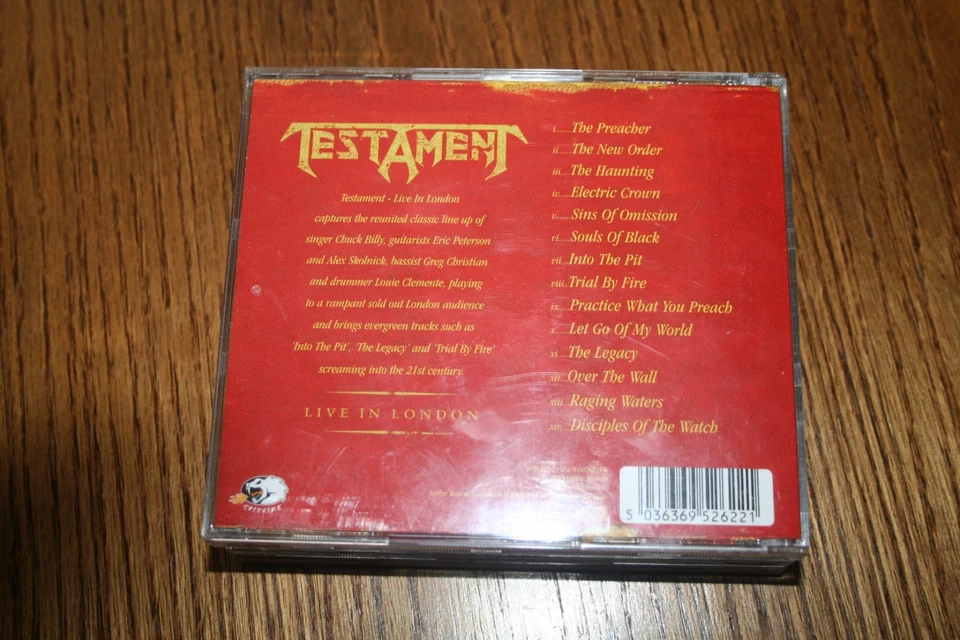 TESTAMENT
Testament - Live In London
captures the reunited classic line up of
singer Chuck Billy, guitarists Eric Peterson
and Alex Skolnick, bassist Greg Christian
and drummer Louie Clemente, playing
to a rampant sold out London audience
and brings evergreen tracks such as
'Into The Pit', 'The Legacy' and 'Trial By Fire'
screaming into the 21st century
LIVE IN LONDON
i......The Preacher
ii.....The New Order
iii....The Haunting
iv....Electric Crown
v.....Sins Of Omission
vi.....Souls Of Black
vii....Into The Pit
viii...Trial By Fire
ix....Practice What You Preach
x.....Let Go Of My World
xi....The Legacy
xii...Over The Wall
xiii...Raging Waters
xiv...Disciples Of The Watch
SPITFIRE
5 036369 526221